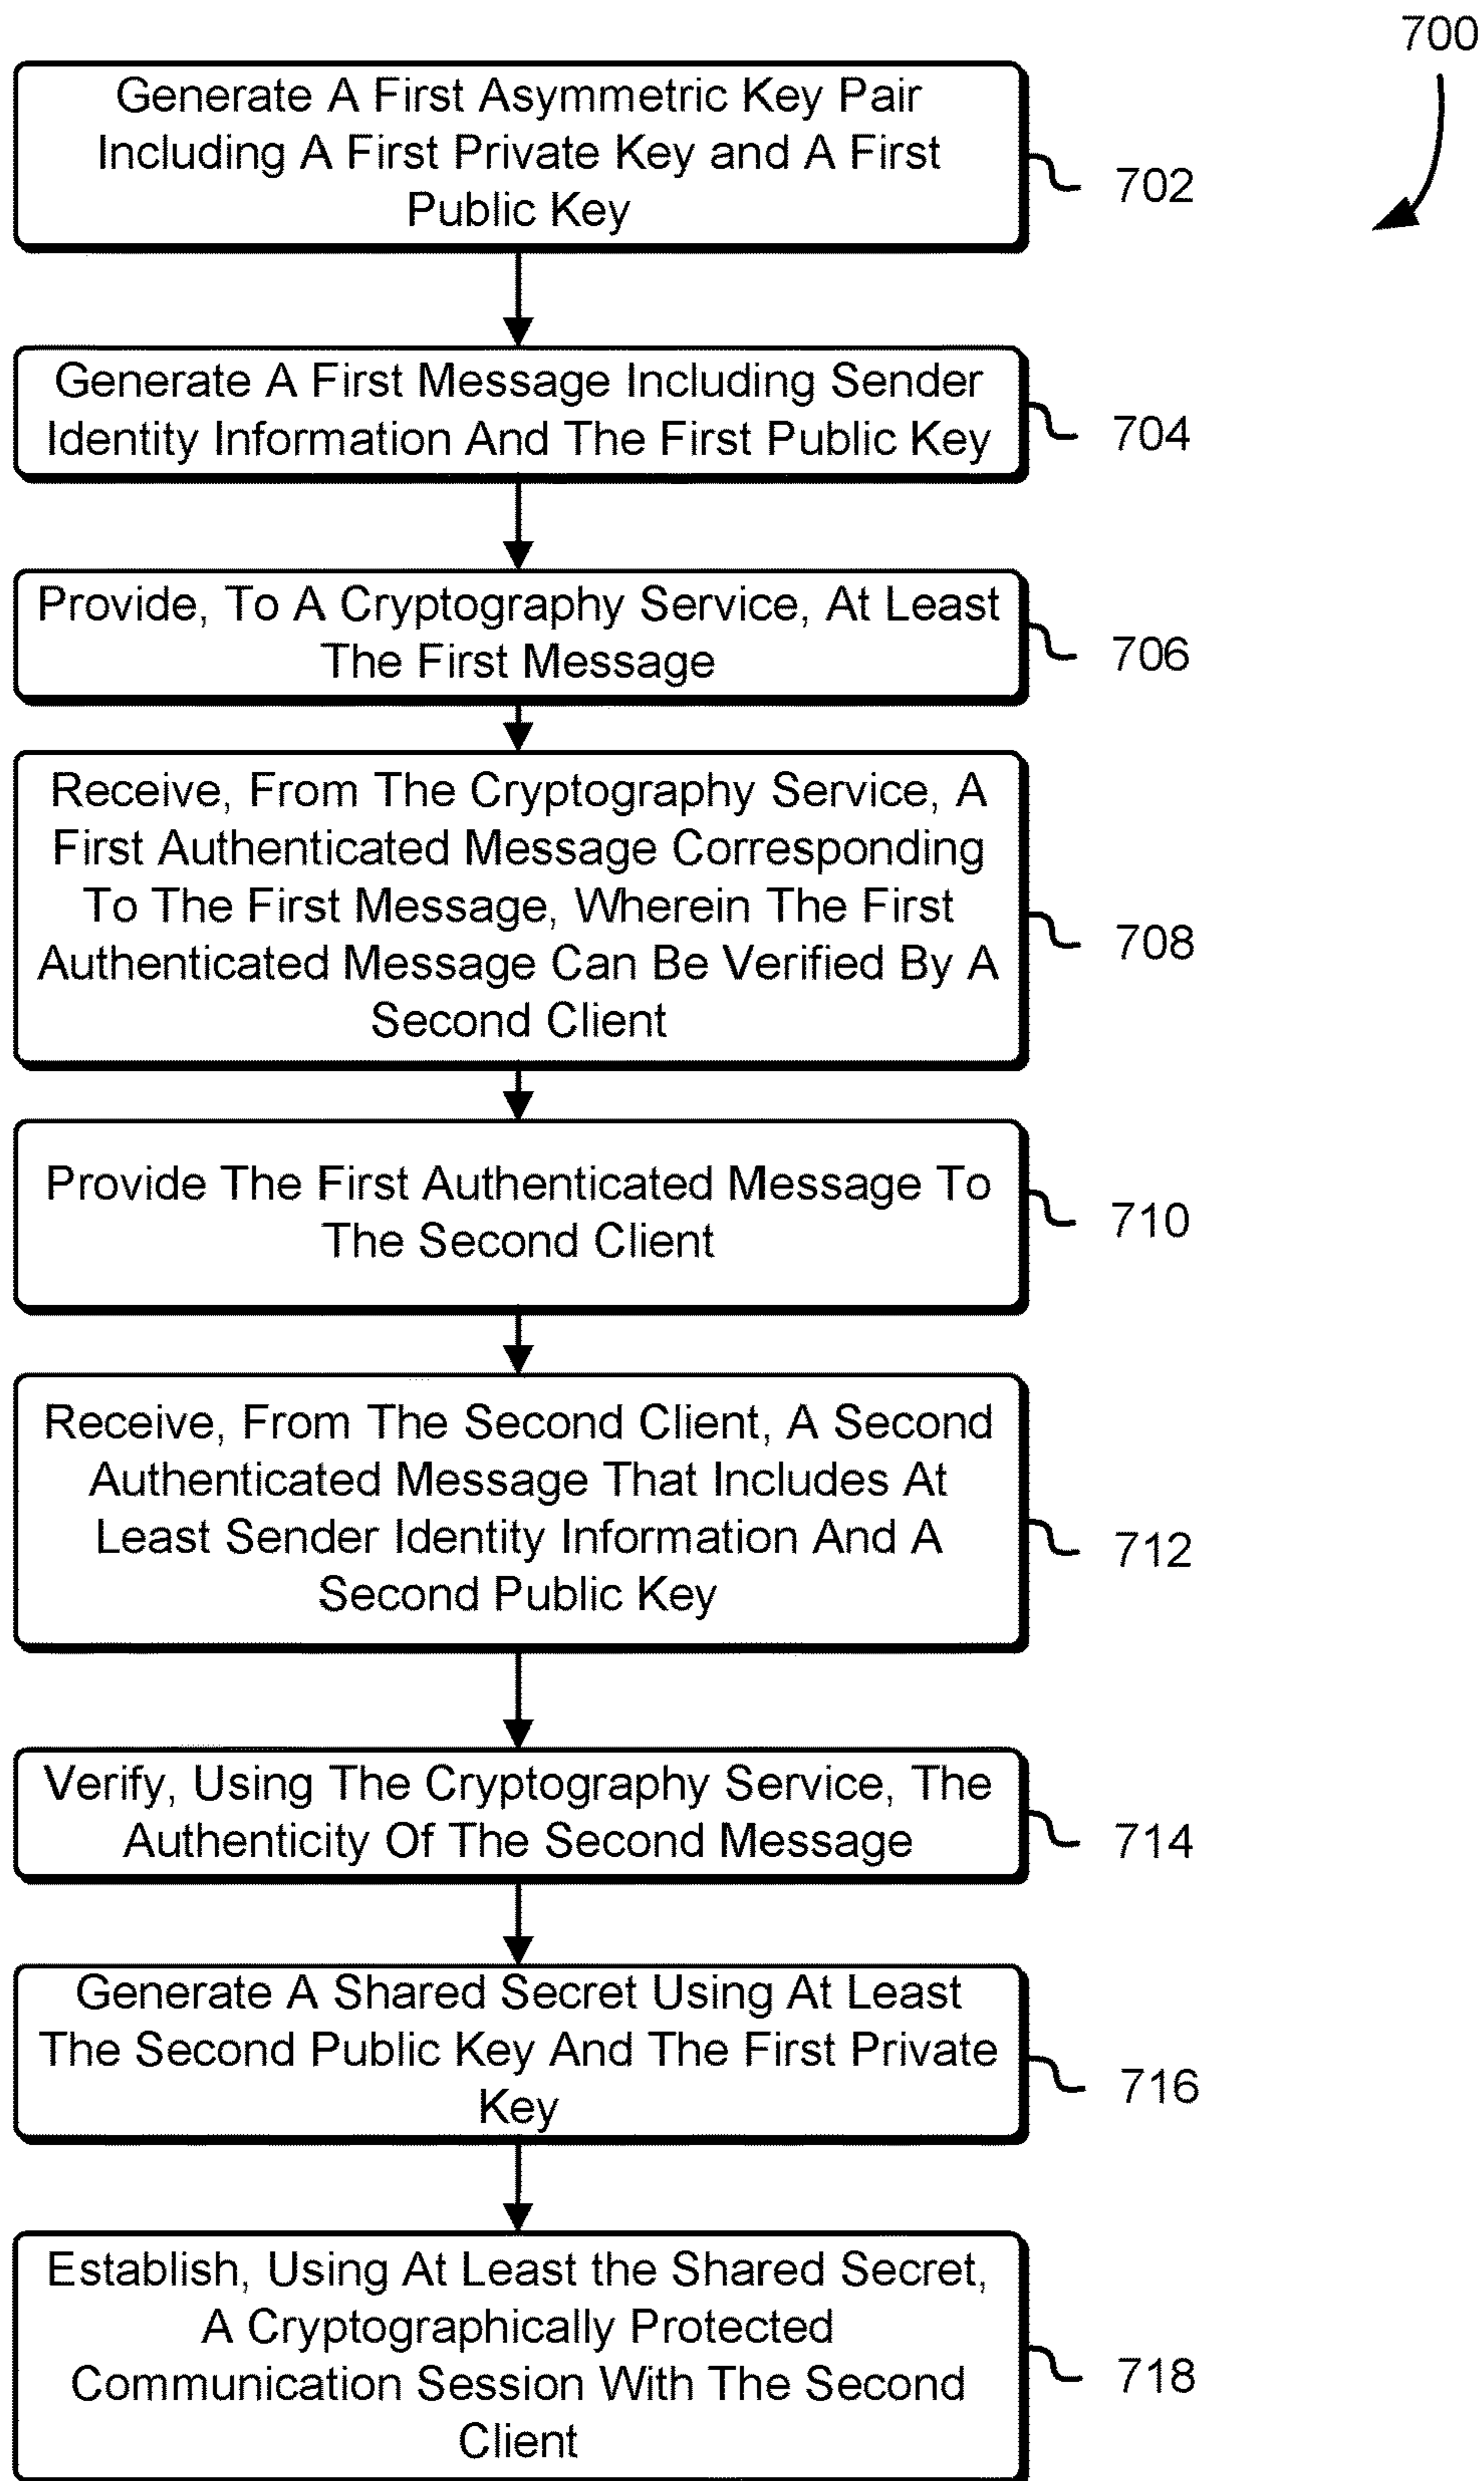 700
Generate A First Asymmetric Key Pair
Including A First Private Key and A First
Public Key
702
Generate A First Message Including Sender
Identity Information And The First Public Key
704
Provide, To A Cryptography Service, At Least
The First Message
706
Receive, From The Cryptography Service, A
First Authenticated Message Corresponding
To The First Message, Wherein The First
Authenticated Message Can Be Verified By A
Second Client
708
Provide The First Authenticated Message To
The Second Client
710
Receive, From The Second Client, A Second
Authenticated Message That Includes At
Least Sender Identity Information And A
Second Public Key
712
Verify, Using The Cryptography Service, The
Authenticity Of The Second Message
714
Generate A Shared Secret Using At Least
The Second Public Key And The First Private
Key
716
Establish, Using At Least the Shared Secret,
A Cryptographically Protected
Communication Session With The Second
Client
718